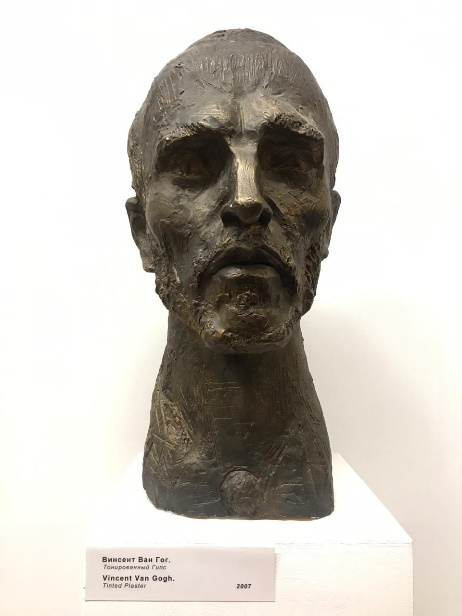 Винсент Ван Гог.
Тонированный Гипс
Vincent Van Gogh.
Tinted Plaster 2007